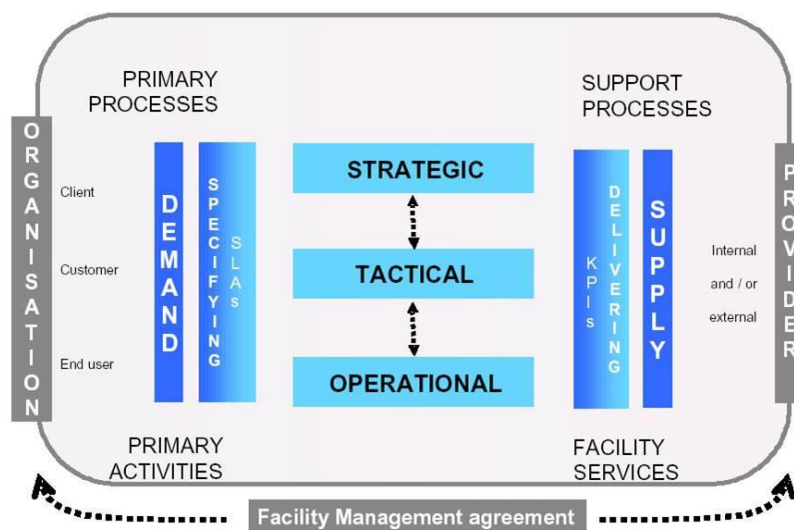 PRIMARY
PROCESSES
SUPPORT
PROCESSES
ORGANISATION
Client
Customer
End user
DEMAND
SPECIFYING
SLAs
STRATEGIC
TACTICAL
OPERATIONAL
KPIs
DELIVERING
SUPPLY
Internal
and / or
external
PROVIDER
PRIMARY
ACTIVITIES
FACILITY
SERVICES
Facility Management agreement